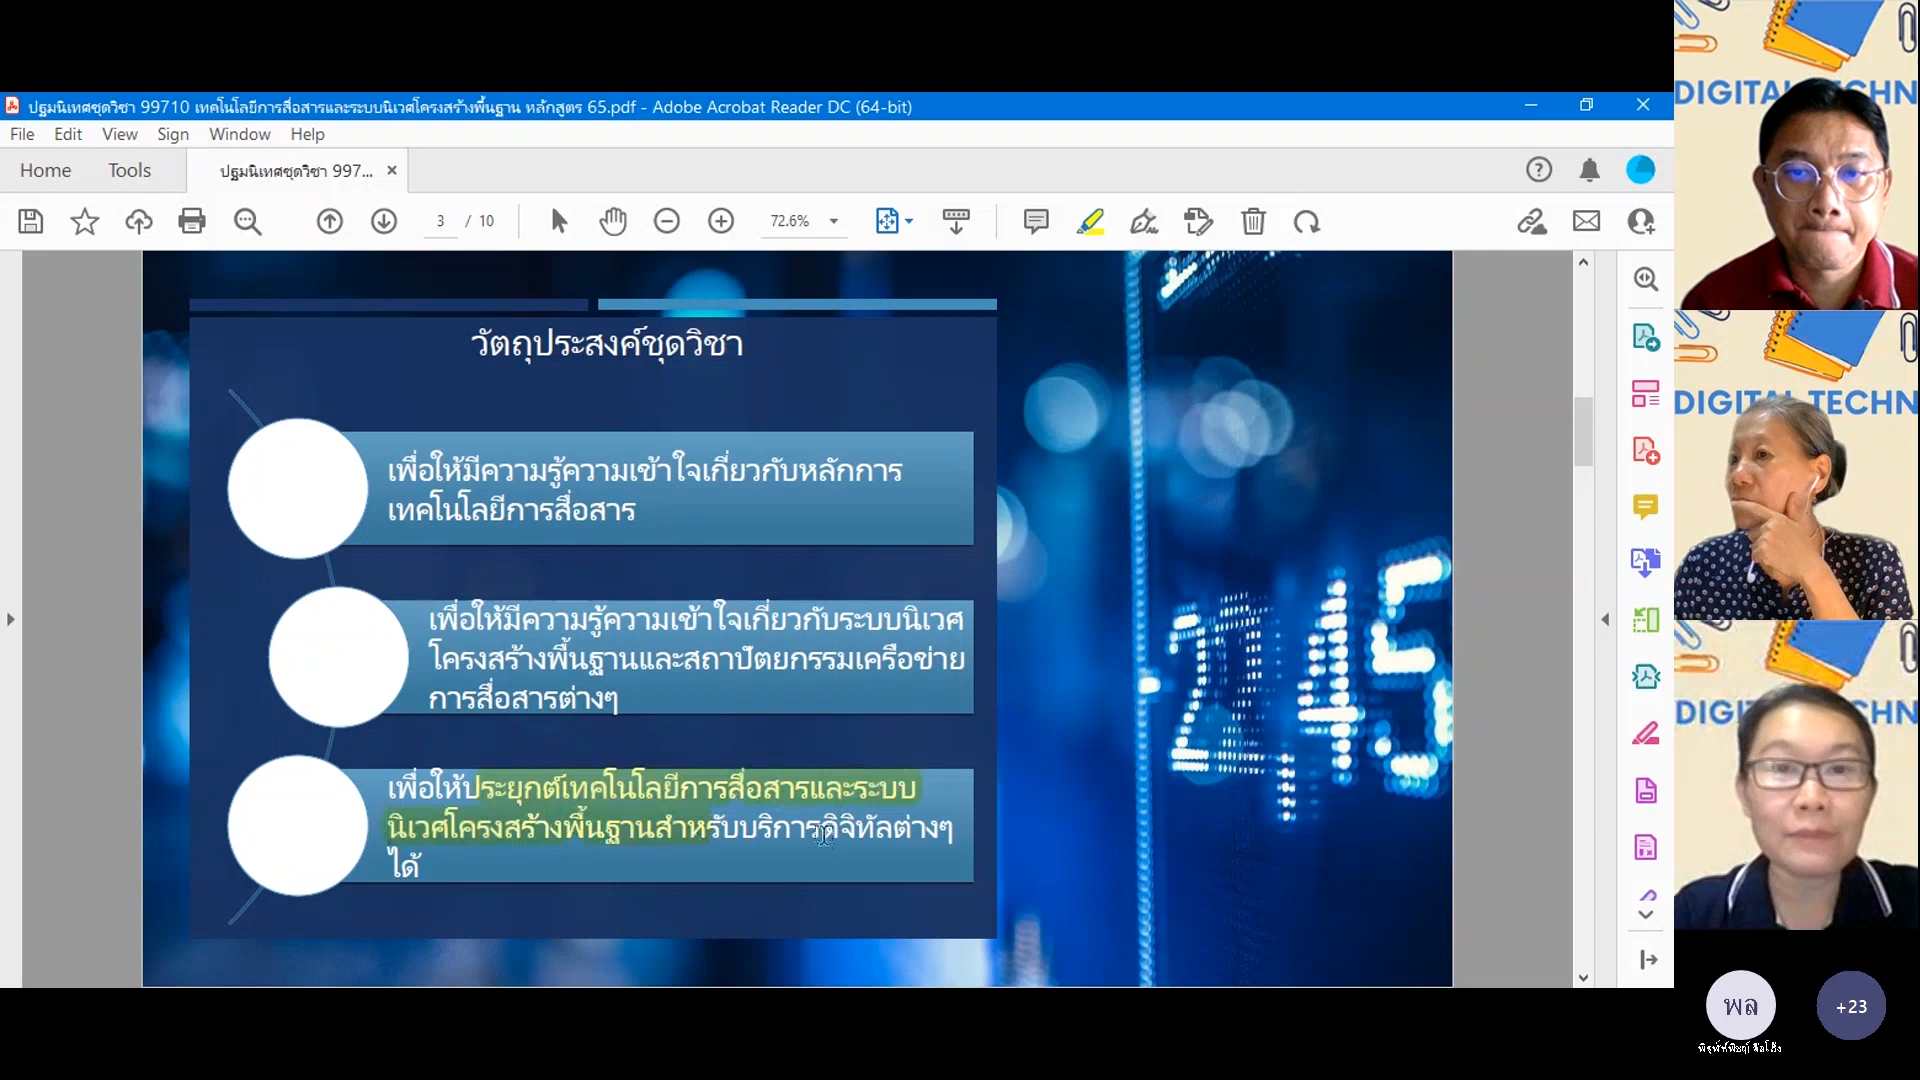 ปฐมนิเทศชุดวิชา 99710 เทคโนโลยีการสื่อสารและระบบนิเวศโครงสร้างพื้นฐาน หลักสูตร 65.pdf - Adobe Acrobat Reader DC (64-bit)
File Edit View Sign Window Help
Home Tools ปฐมนิเทศชุดวิชา 997... ×
3 / 10 72.6%
วัตถุประสงค์ชุดวิชา
เพื่อให้มีความรู้ความเข้าใจเกี่ยวกับหลักการ
เทคโนโลยีการสื่อสาร
เพื่อให้มีความรู้ความเข้าใจเกี่ยวกับระบบนิเวศ
โครงสร้างพื้นฐานและสถาปัตยกรรมเครือข่าย
การสื่อสารต่างๆ
เพื่อให้ประยุกต์เทคโนโลยีการสื่อสารและระบบ
นิเวศโครงสร้างพื้นฐานสำหรับบริการดิจิทัลต่างๆ
ได้
DIGITAL TECHN
DIGITAL TECHN
พล
+23